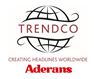 TRENDCO
CREATING HEADLINES WORLDWIDE
Aderans